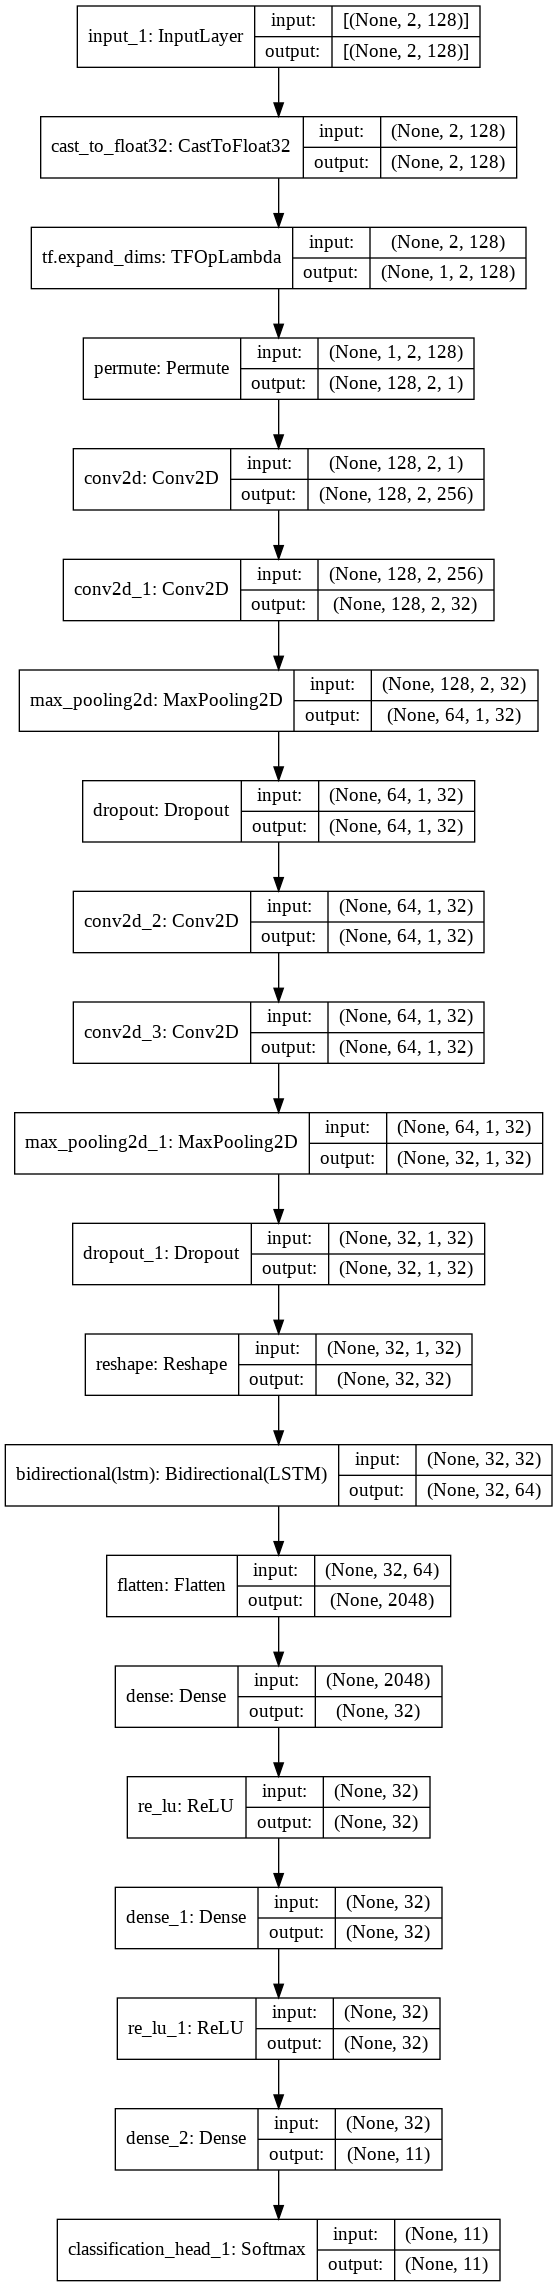 input_1: InputLayer
input: [(None, 2, 128)]
output: [(None, 2, 128)]
cast_to_float32: CastToFloat32
input: (None, 2, 128)
output: (None, 2, 128)
tf.expand_dims: TFOpLambda
input: (None, 2, 128)
output: (None, 1, 2, 128)
permute: Permute
input: (None, 1, 2, 128)
output: (None, 128, 2, 1)
conv2d: Conv2D
input: (None, 128, 2, 1)
output: (None, 128, 2, 256)
conv2d_1: Conv2D
input: (None, 128, 2, 256)
output: (None, 128, 2, 32)
max_pooling2d: MaxPooling2D
input: (None, 128, 2, 32)
output: (None, 64, 1, 32)
dropout: Dropout
input: (None, 64, 1, 32)
output: (None, 64, 1, 32)
conv2d_2: Conv2D
input: (None, 64, 1, 32)
output: (None, 64, 1, 32)
conv2d_3: Conv2D
input: (None, 64, 1, 32)
output: (None, 64, 1, 32)
max_pooling2d_1: MaxPooling2D
input: (None, 64, 1, 32)
output: (None, 32, 1, 32)
dropout_1: Dropout
input: (None, 32, 1, 32)
output: (None, 32, 1, 32)
reshape: Reshape
input: (None, 32, 1, 32)
output: (None, 32, 32)
bidirectional(lstm): Bidirectional(LSTM)
input: (None, 32, 32)
output: (None, 32, 64)
flatten: Flatten
input: (None, 32, 64)
output: (None, 2048)
dense: Dense
input: (None, 2048)
output: (None, 32)
re_lu: ReLU
input: (None, 32)
output: (None, 32)
dense_1: Dense
input: (None, 32)
output: (None, 32)
re_lu_1: ReLU
input: (None, 32)
output: (None, 32)
dense_2: Dense
input: (None, 32)
output: (None, 11)
classification_head_1: Softmax
input: (None, 11)
output: (None, 11)